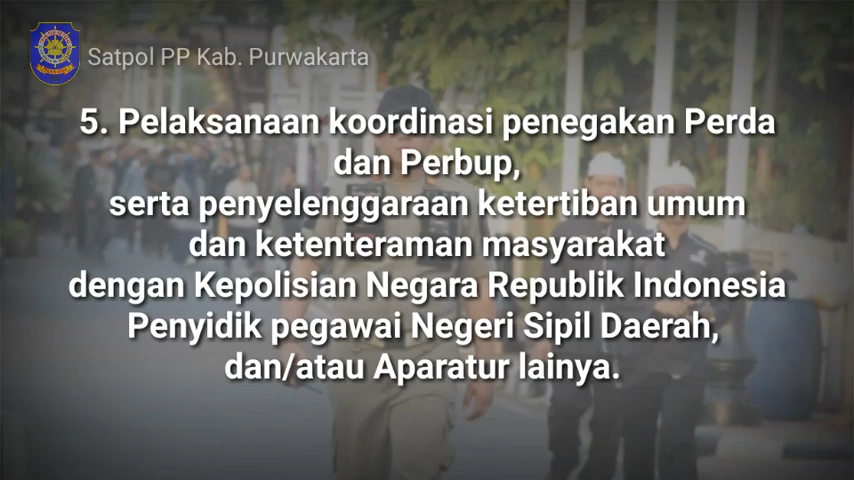 Satpol PP Kab. Purwakarta
5. Pelaksanaan koordinasi penegakan Perda
dan Perbup,
serta penyelenggaraan ketertiban umum
dan ketenteraman masyarakat
dengan Kepolisian Negara Republik Indonesia
Penyidik pegawai Negeri Sipil Daerah,
dan/atau Aparatur lainya.